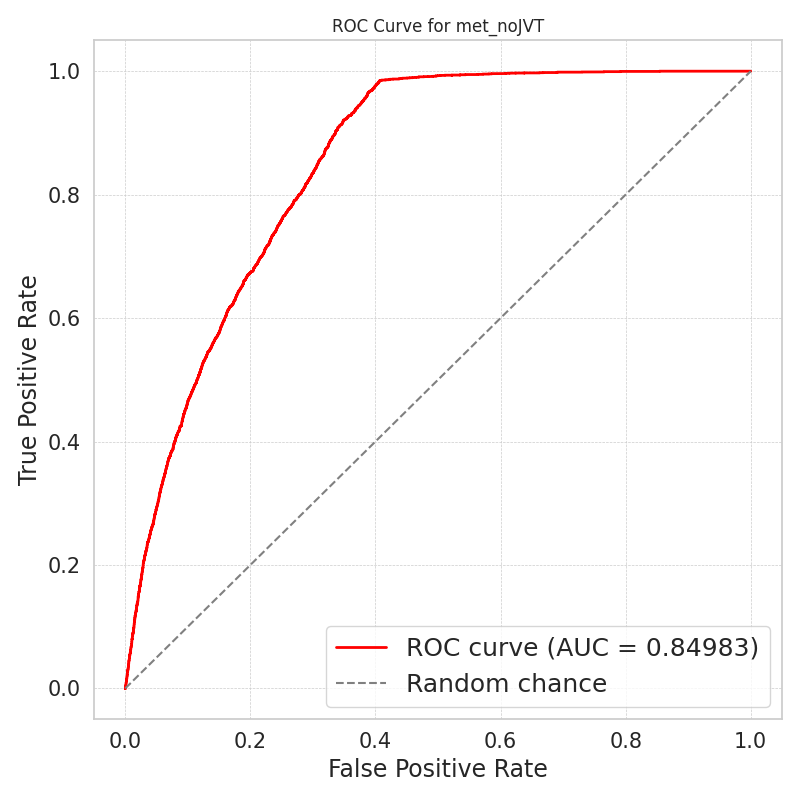 ROC Curve for met_noJVT
True Positive Rate
1.0
0.8
0.6
0.4
0.2
0.0
ROC curve (AUC = 0.84983)
Random chance
0.0 0.2 0.4 0.6 0.8 1.0
False Positive Rate